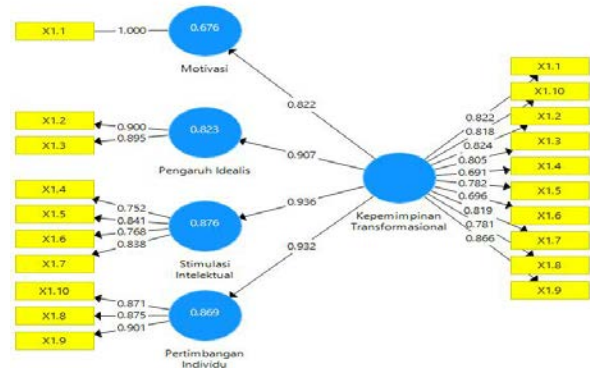 X1.1
1.000
0.676
Motivasi
X1.2
X1.3
0.900
0.895
0.823
Pengaruh Idealis
X1.4
X1.5
X1.6
X1.7
0.752
0.841
0.768
0.838
0.876
Stimulasi
Intelektual
X1.10
X1.8
X1.9
0.871
0.875
0.901
0.869
Pertimbangan
Individu
0.822
0.907
0.936
0.932
Kepemimpinan
Transformasional
0.822
0.818
0.824
0.805
0.691
0.782
0.696
0.819
0.781
0.866
X1.1
X1.10
X1.2
X1.3
X1.4
X1.5
X1.6
X1.7
X1.8
X1.9